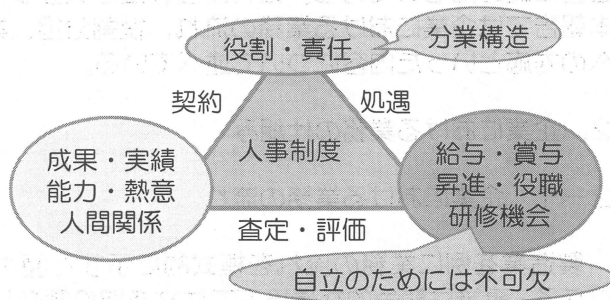 役割・責任
分業構造
契約
処遇
成果・実績
能力・熱意
人間関係
人事制度
給与・賞与
昇進・役職
研修機会
査定・評価
自立のためには不可欠